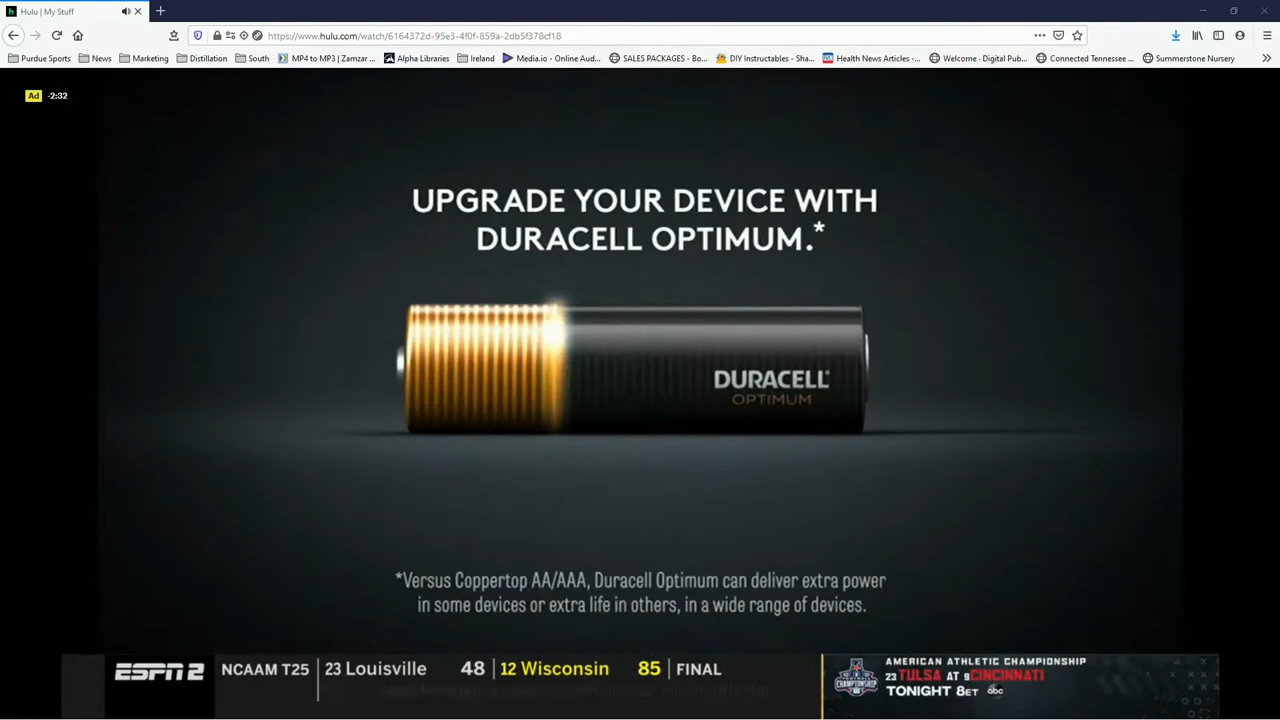 Hulu | My Stuff
https://www.hulu.com/watch/6164372d-95e3-4f0f-859a-2db5f378cf18
Purdue Sports News Marketing Distillation South MP4 to MP3 | Zamzar ... Alpha Libraries Ireland Media.io - Online Aud... SALES PACKAGES - Bo... DIY Instructables - Sha... Health News Articles -... Welcome · Digital Pub... Connected Tennessee ... Summerstone Nursery
Ad -2:32
UPGRADE YOUR DEVICE WITH
DURACELL OPTIMUM.*
DURACELL
OPTIMUM
*Versus Coppertop AA/AAA, Duracell Optimum can deliver extra power
in some devices or extra life in others, in a wide range of devices.
ESPN2 NCAAM T25 23 Louisville 48 12 Wisconsin 85 FINAL
CHAMPIONSHIP
AMERICAN ATHLETIC CHAMPIONSHIP
23 TULSA AT 9 CINCINNATI
TONIGHT 8ET abc